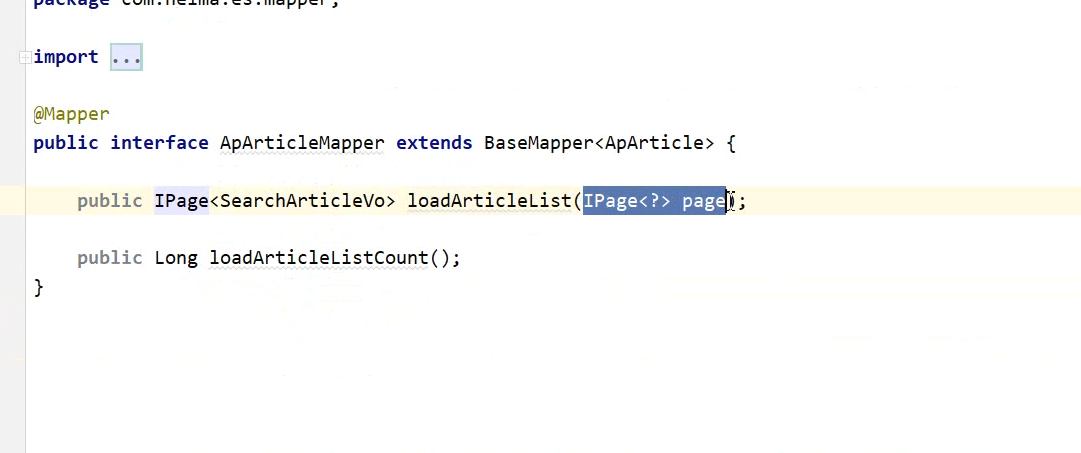 package com.heima.es.mapper;
import ...
@Mapper
public interface ApArticleMapper extends BaseMapper<ApArticle> {
public IPage<SearchArticleVo> loadArticleList(IPage<?> page);
public Long loadArticleListCount();
}